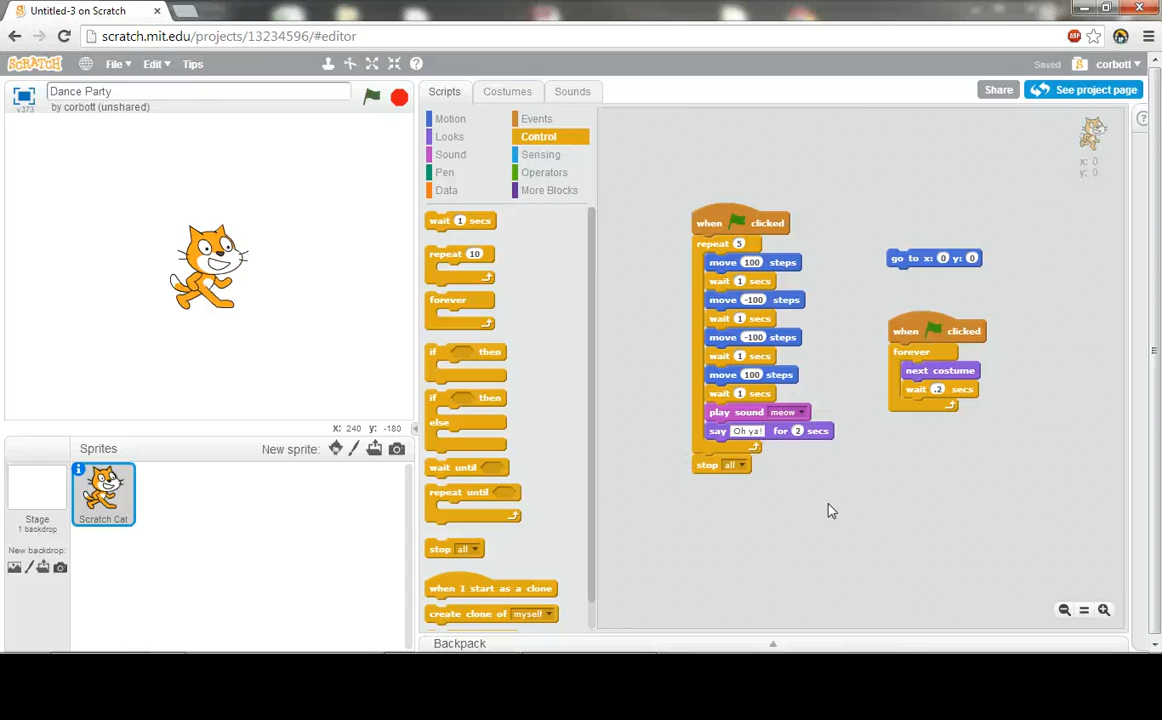 Untitled-3 on Scratch
scratch.mit.edu/projects/13234596/#editor
ABP
SCRATCH File Edit Tips Saved S corbott
v373 Dance Party
by corbott (unshared)
Scripts Costumes Sounds Share See project page
Motion Events
Looks Control
Sound Sensing
Pen Operators
Data More Blocks
x: 0
y: 0
wait 1 secs
repeat 10
forever
if then
if then
else
wait until
repeat until
stop all
when I start as a clone
create clone of myself
when clicked
repeat 5
move 100 steps
wait 1 secs
move -100 steps
wait 1 secs
move -100 steps
wait 1 secs
move 100 steps
wait 1 secs
play sound meow
say Oh ya! for 2 secs
stop all
go to x: 0 y: 0
when clicked
forever
next costume
wait .2 secs
x: 240 y: -180
Sprites New sprite:
Stage
1 backdrop
New backdrop:
i
Scratch Cat
Backpack